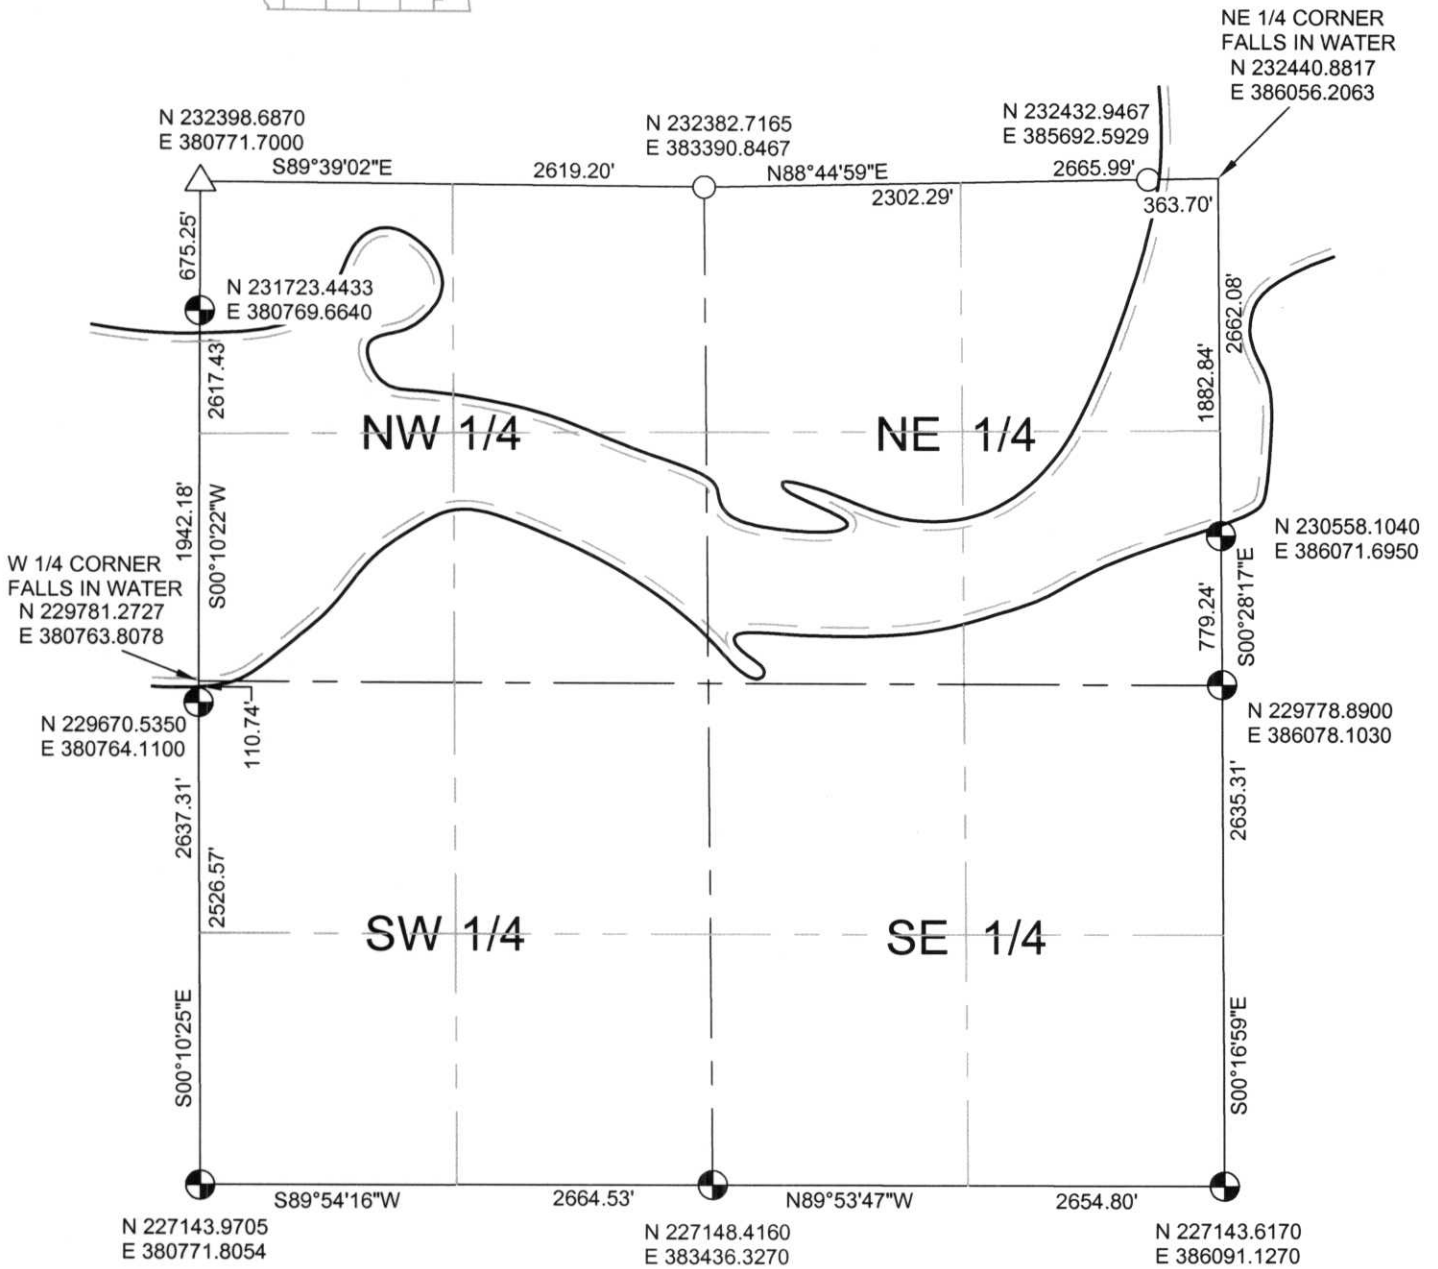 NE 1/4 CORNER
FALLS IN WATER
N 232440.8817
E 386056.2063
N 232398.6870
E 380771.7000
N 232382.7165
E 383390.8467
N 232432.9467
E 385692.5929
S89°39'02"E
2619.20'
N88°44'59"E
2302.29'
2665.99'
363.70'
675.25'
N 231723.4433
E 380769.6640
2617.43'
2662.08'
1882.84'
NW 1/4
NE 1/4
1942.18'
S00°10'22"W
W 1/4 CORNER
FALLS IN WATER
N 229781.2727
E 380763.8078
N 230558.1040
E 386071.6950
779.24'
S00°28'17"E
N 229670.5350
E 380764.1100
110.74'
N 229778.8900
E 386078.1030
2637.31'
2526.57'
2635.31'
SW 1/4
SE 1/4
S00°10'25"E
S00°16'59"E
S89°54'16"W
2664.53'
N89°53'47"W
2654.80'
N 227143.9705
E 380771.8054
N 227148.4160
E 383436.3270
N 227143.6170
E 386091.1270